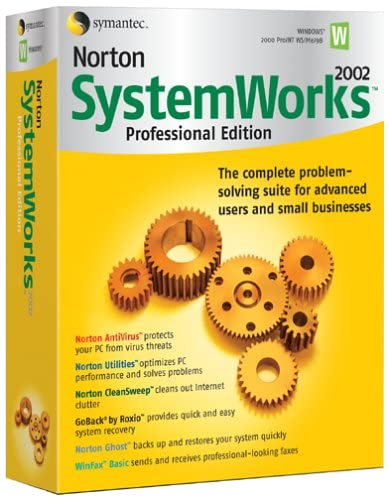 symantec.
WINDOWS®
2000 Pro/NT WS/Me/98
W
Norton
SystemWorks™
2002
Professional Edition
The complete problem-
solving suite for advanced
users and small businesses
Norton AntiVirus™ protects
your PC from virus threats
Norton Utilities™ optimizes PC
performance and solves problems
Norton CleanSweep™ cleans out Internet
clutter
GoBack® by Roxio™ provides quick and easy
system recovery
Norton Ghost™ backs up and restores your system quickly
WinFax™ Basic sends and receives professional-looking faxes
Norton
SystemWorks 2002
Professional Edition